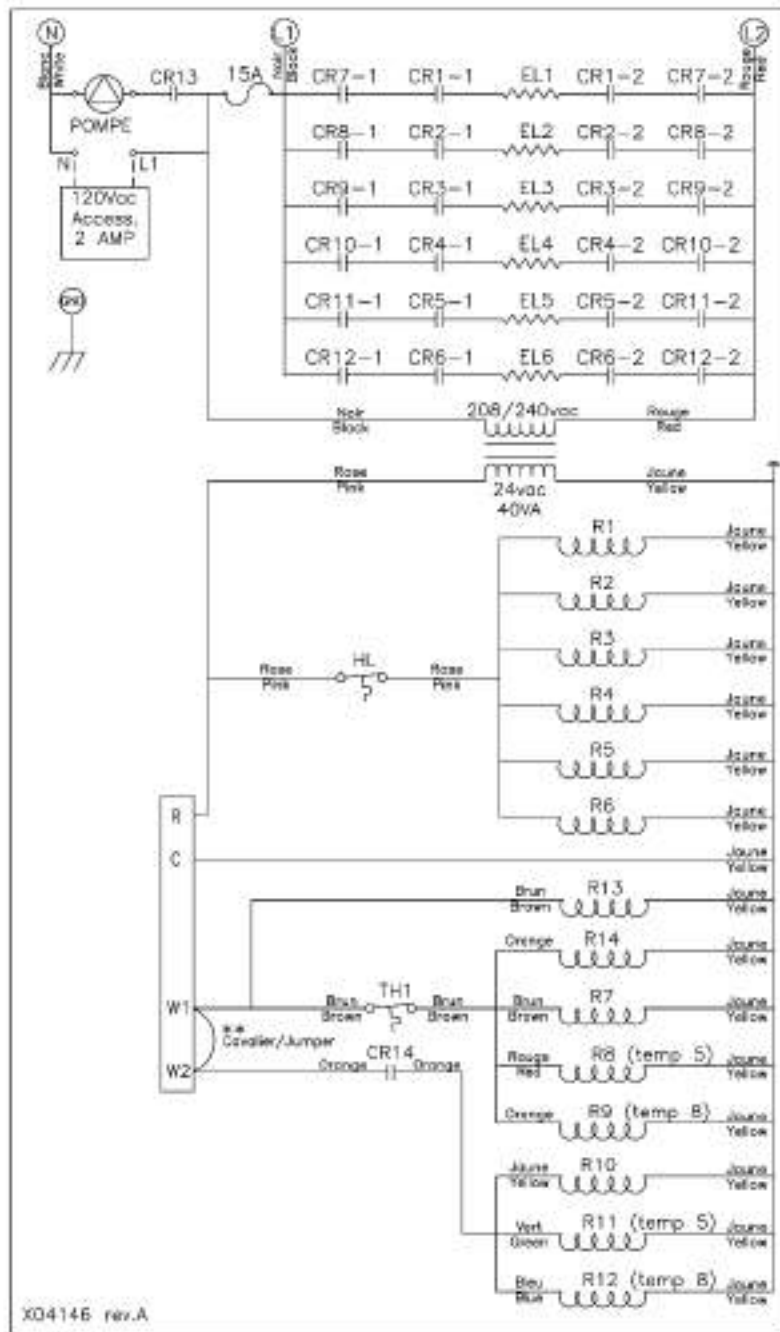 N L1 L2
Blanc White Noir Black Rouge Red
CR13 15A CR7-1 CR1-1 EL1 CR1-2 CR7-2
POMPE
CR8-1 CR2-1 EL2 CR2-2 CR8-2
N L1
120Vac
Access.
2 AMP
CR9-1 CR3-1 EL3 CR3-2 CR9-2
CR10-1 CR4-1 EL4 CR4-2 CR10-2
CR11-1 CR5-1 EL5 CR5-2 CR11-2
CR12-1 CR6-1 EL6 CR6-2 CR12-2
Noir Black 208/240vac Rouge Red
Rose Pink 24vac Jaune Yellow
40VA
R1 Jaune Yellow
R2 Jaune Yellow
R3 Jaune Yellow
Rose Pink HL Rose Pink
R4 Jaune Yellow
R5 Jaune Yellow
R R6 Jaune Yellow
C Jaune Yellow
Brun Brown R13 Jaune Yellow
Orange R14 Jaune Yellow
W1 Brun Brown TH1 Brun Brown Brun Brown R7 Jaune Yellow
**
Cavalier/Jumper
W2 Orange CR14 Orange Rouge Red R8 (temp 5) Jaune Yellow
Orange R9 (temp 8) Jaune Yellow
Jaune Yellow R10 Jaune Yellow
Vert Green R11 (temp 5) Jaune Yellow
Bleu Blue R12 (temp 8) Jaune Yellow
X04146 rev.A